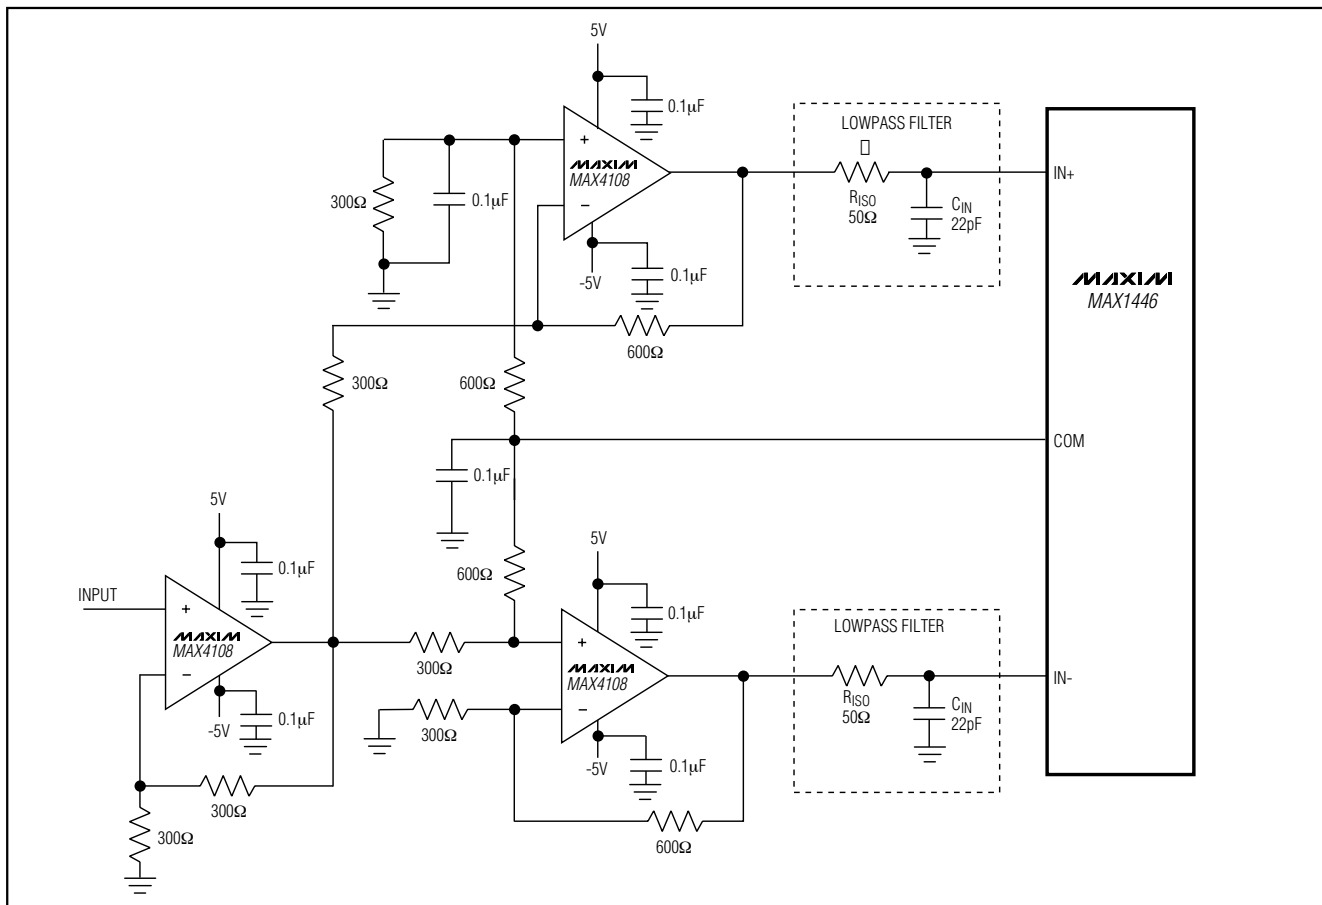 5V
0.1µF
LOWPASS FILTER
+
MAXIM
MAX4108
−
IN+
300Ω
0.1µF
RISO
50Ω
CIN
22pF
0.1µF
-5V
MAXIM
MAX1446
600Ω
300Ω
600Ω
COM
0.1µF
5V
0.1µF
5V
600Ω
INPUT
+
MAXIM
MAX4108
−
0.1µF
-5V
0.1µF
LOWPASS FILTER
300Ω
+
MAXIM
MAX4108
−
IN-
RISO
50Ω
CIN
22pF
300Ω
-5V
0.1µF
300Ω
300Ω
600Ω